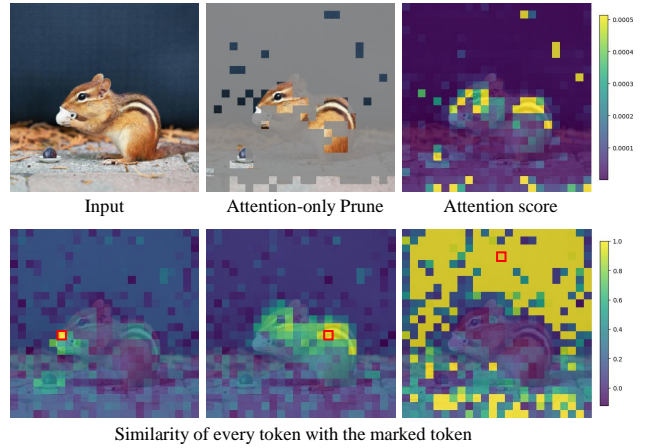 0.0005
0.0004
0.0003
0.0002
0.0001
Input
Attention-only Prune
Attention score
1.0
0.8
0.6
0.4
0.2
0.0
Similarity of every token with the marked token